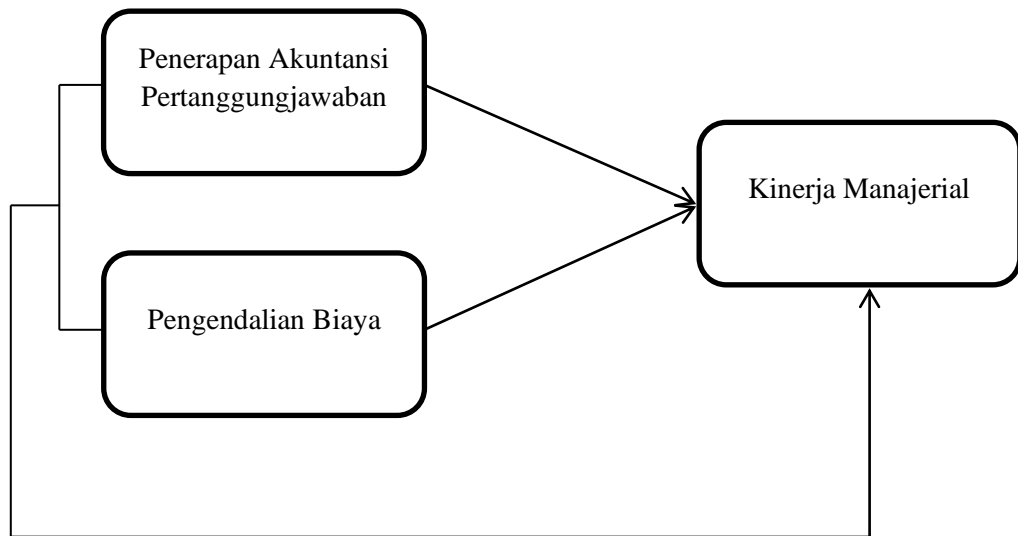 Penerapan Akuntansi
Pertanggungjawaban
Kinerja Manajerial
Pengendalian Biaya